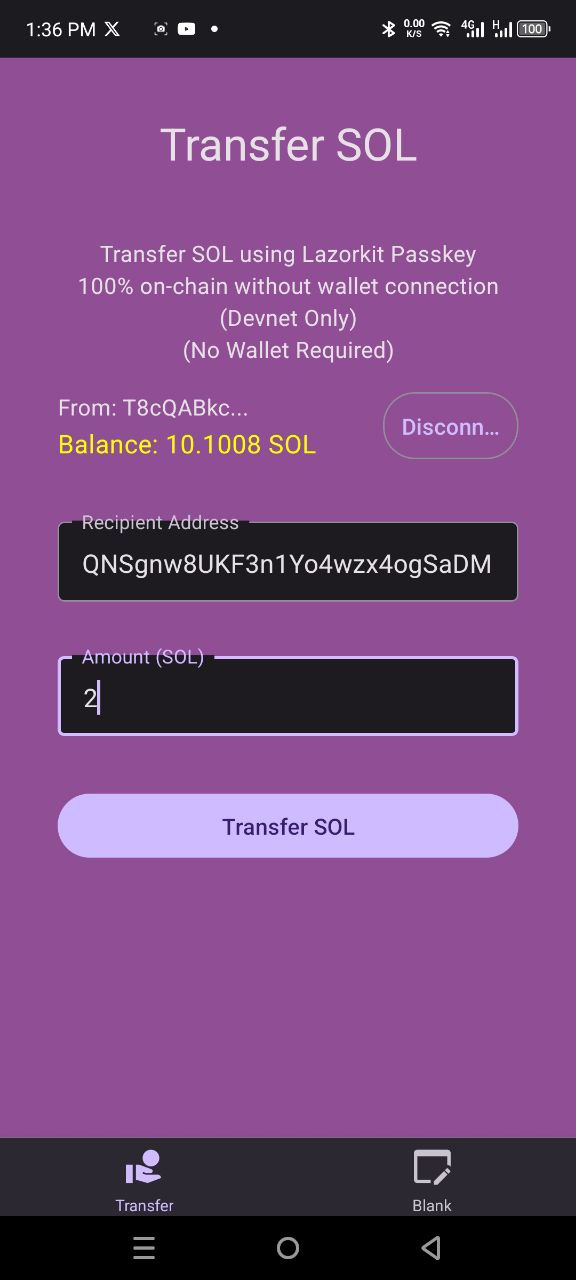 1:36 PM X
0.00
K/S
4G
H
100
Transfer SOL
Transfer SOL using Lazorkit Passkey
100% on-chain without wallet connection
(Devnet Only)
(No Wallet Required)
From: T8cQABkc...
Balance: 10.1008 SOL
Disconn...
Recipient Address
QNSgnw8UKF3n1Yo4wzx4ogSaDM
Amount (SOL)
2
Transfer SOL
Transfer
Blank